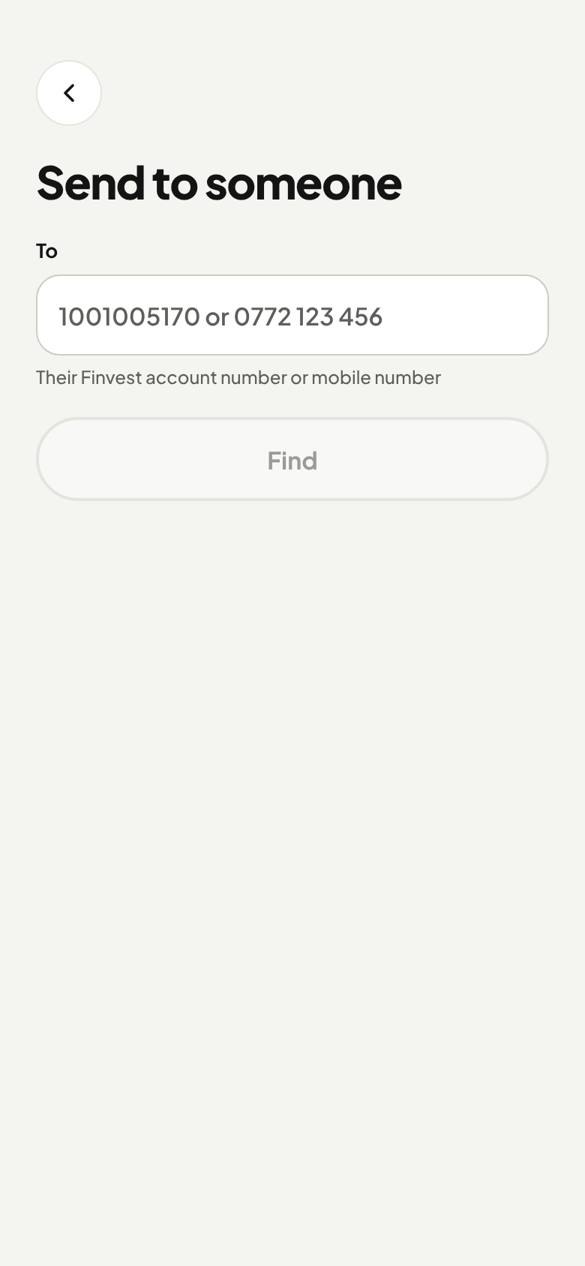 Send to someone
To
1001005170 or 0772 123 456
Their Finvest account number or mobile number
Find